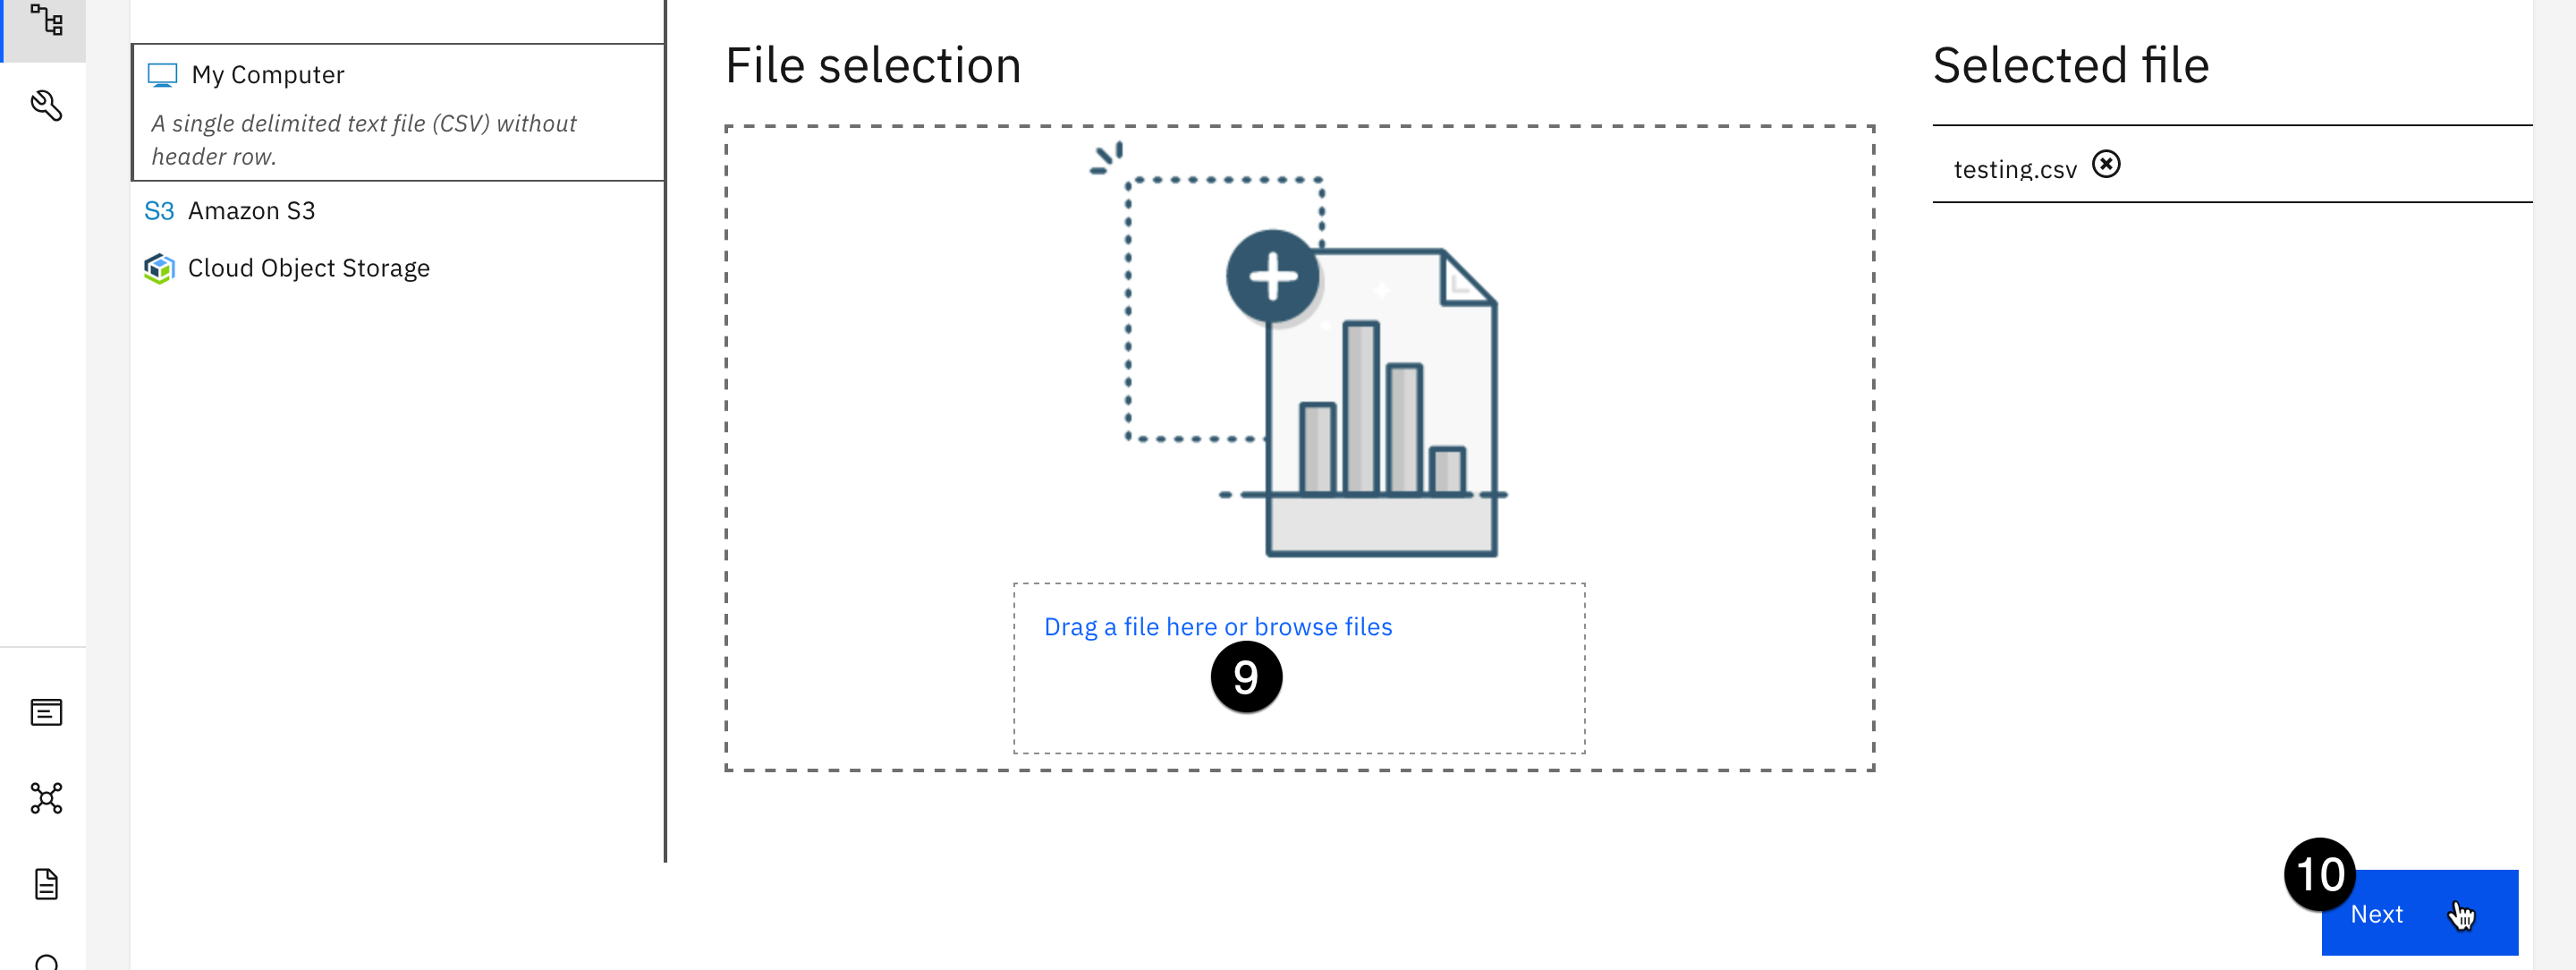 My Computer
A single delimited text file (CSV) without
header row.
S3 Amazon S3
Cloud Object Storage
File selection
Drag a file here or browse files
9
Selected file
testing.csv
10
Next